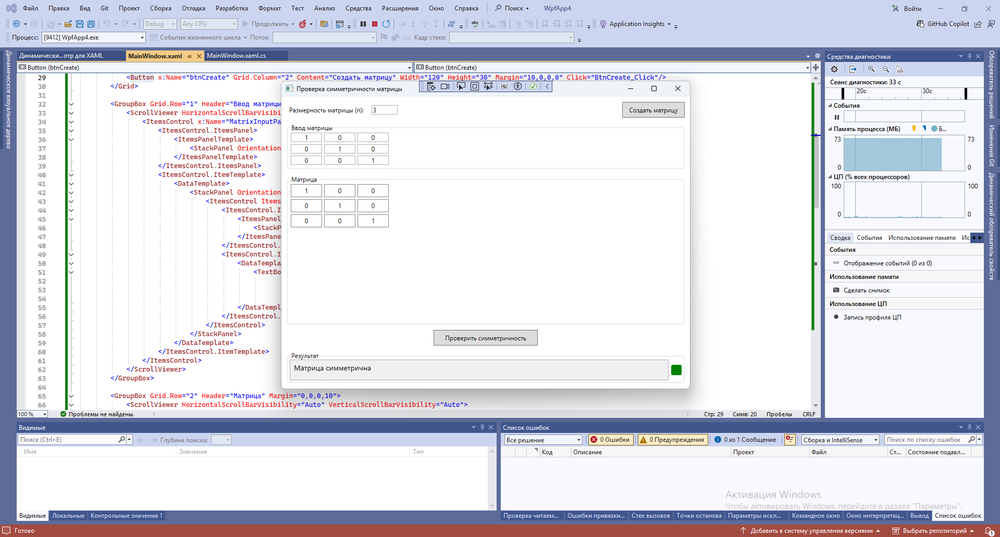 Файл Правка Вид Git Проект Сборка Отладка Разработка Формат Тест Анализ Средства Расширения Окно Справка Поиск WpfApp4 Войти
Debug Any CPU Продолжить abc Application Insights GitHub Copilot
Процесс: [9412] WpfApp4.exe События жизненного цикла Поток: Кадр стека:
Динамическое визуальное дерево
Динамически...отр для XAML MainWindow.xaml MainWindow.xaml.cs
Button (btnCreate) Button (btnCreate)
29 <Button x:Name="btnCreate" Grid.Column="2" Content="Создать матрицу" Width="120" Height="30" Margin="10,0,0,0" Click="BtnCreate_Click"/>
30 </Grid>
31
32 <GroupBox Grid.Row="1" Header="Ввод матрицы
33 <ScrollViewer HorizontalScrollBarVisibi
34 <ItemsControl x:Name="MatrixInputPa
35 <ItemsControl.ItemsPanel>
36 <ItemsPanelTemplate>
37 <StackPanel Orientation
38 </ItemsPanelTemplate>
39 </ItemsControl.ItemsPanel>
40 <ItemsControl.ItemTemplate>
41 <DataTemplate>
42 <StackPanel Orientation
43 <ItemsControl Items
44 <ItemsControl.I
45 <ItemsPanel
46 <StackP
47 </ItemsPane
48 </ItemsControl.
49 <ItemsControl.I
50 <DataTempla
51 <TextBo
52
53
54
55 </DataTempl
56 </ItemsControl.
57 </ItemsControl>
58 </StackPanel>
59 </DataTemplate>
60 </ItemsControl.ItemTemplate>
61 </ItemsControl>
62 </ScrollViewer>
63 </GroupBox>
64
65 <GroupBox Grid.Row="2" Header="Матрица" Margin="0,0,0,10">
66 <ScrollViewer HorizontalScrollBarVisibility="Auto" VerticalScrollBarVisibility="Auto">
Проверка симметричности матрицы
Размерность матрицы (n): 3 Создать матрицу
Ввод матрицы
1 0 0
0 1 0
0 0 1
Матрица
1 0 0
0 1 0
0 0 1
Проверить симметричность
Результат
Матрица симметрична
100 % Проблемы не найдены. Стр: 29 Симв: 20 Пробелы CRLF
Средства диагностики
Сеанс диагностики: 33 с
20с 30с
События
Память процесса (МБ) Б...
73 73
0 0
ЦП (% всех процессоров)
100 100
0 0
Сводка События Использование памяти Ис
События
Отображение событий (0 из 0)
Использование памяти
Сделать снимок
Использование ЦП
Запись профиля ЦП
Обозреватель решений
Изменения Git
Динамический обозреватель свойств
Видимые
Поиск (Ctrl+E) Глубина поиска:
Имя Значение Тип
Видимые Локальные Контрольные значения 1
Список ошибок
Все решение 0 Ошибки 0 Предупреждения 0 из 1 Сообщение Сборка и IntelliSense Поиск по списку ошибок
Код Описание Проект Файл Ст... Состояние подавл...
Активация Windows
Чтобы активировать Windows, перейдите в раздел "Параметры".
Проверка читаем... Ошибки привязки... Стек вызовов Точки останова Параметры искл... Командное окно Окно интерпретац... Вывод Список ошибок
Готово Добавить в систему управления версиями Выбрать репозиторий 1